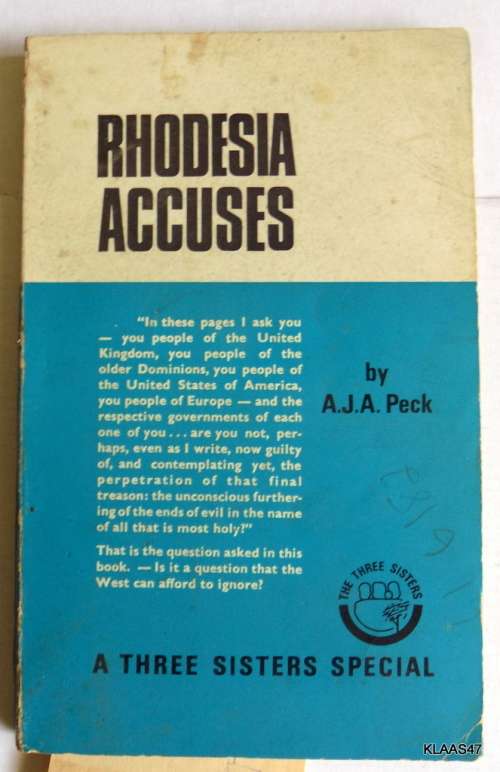 RHODESIA
ACCUSES
"In these pages I ask you
— you people of the United
Kingdom, you people of the
older Dominions, you people of
the United States of America,
you people of Europe — and the
respective governments of each
one of you . . . are you not, per-
haps, even as I write, now guilty
of, and contemplating yet, the
perpetration of that final
treason: the unconscious further-
ing of the ends of evil in the name
of all that is most holy?"
That is the question asked in this
book. — Is it a question that the
West can afford to ignore?
by
A.J.A. Peck
THE THREE SISTERS
A THREE SISTERS SPECIAL
KLAAS47